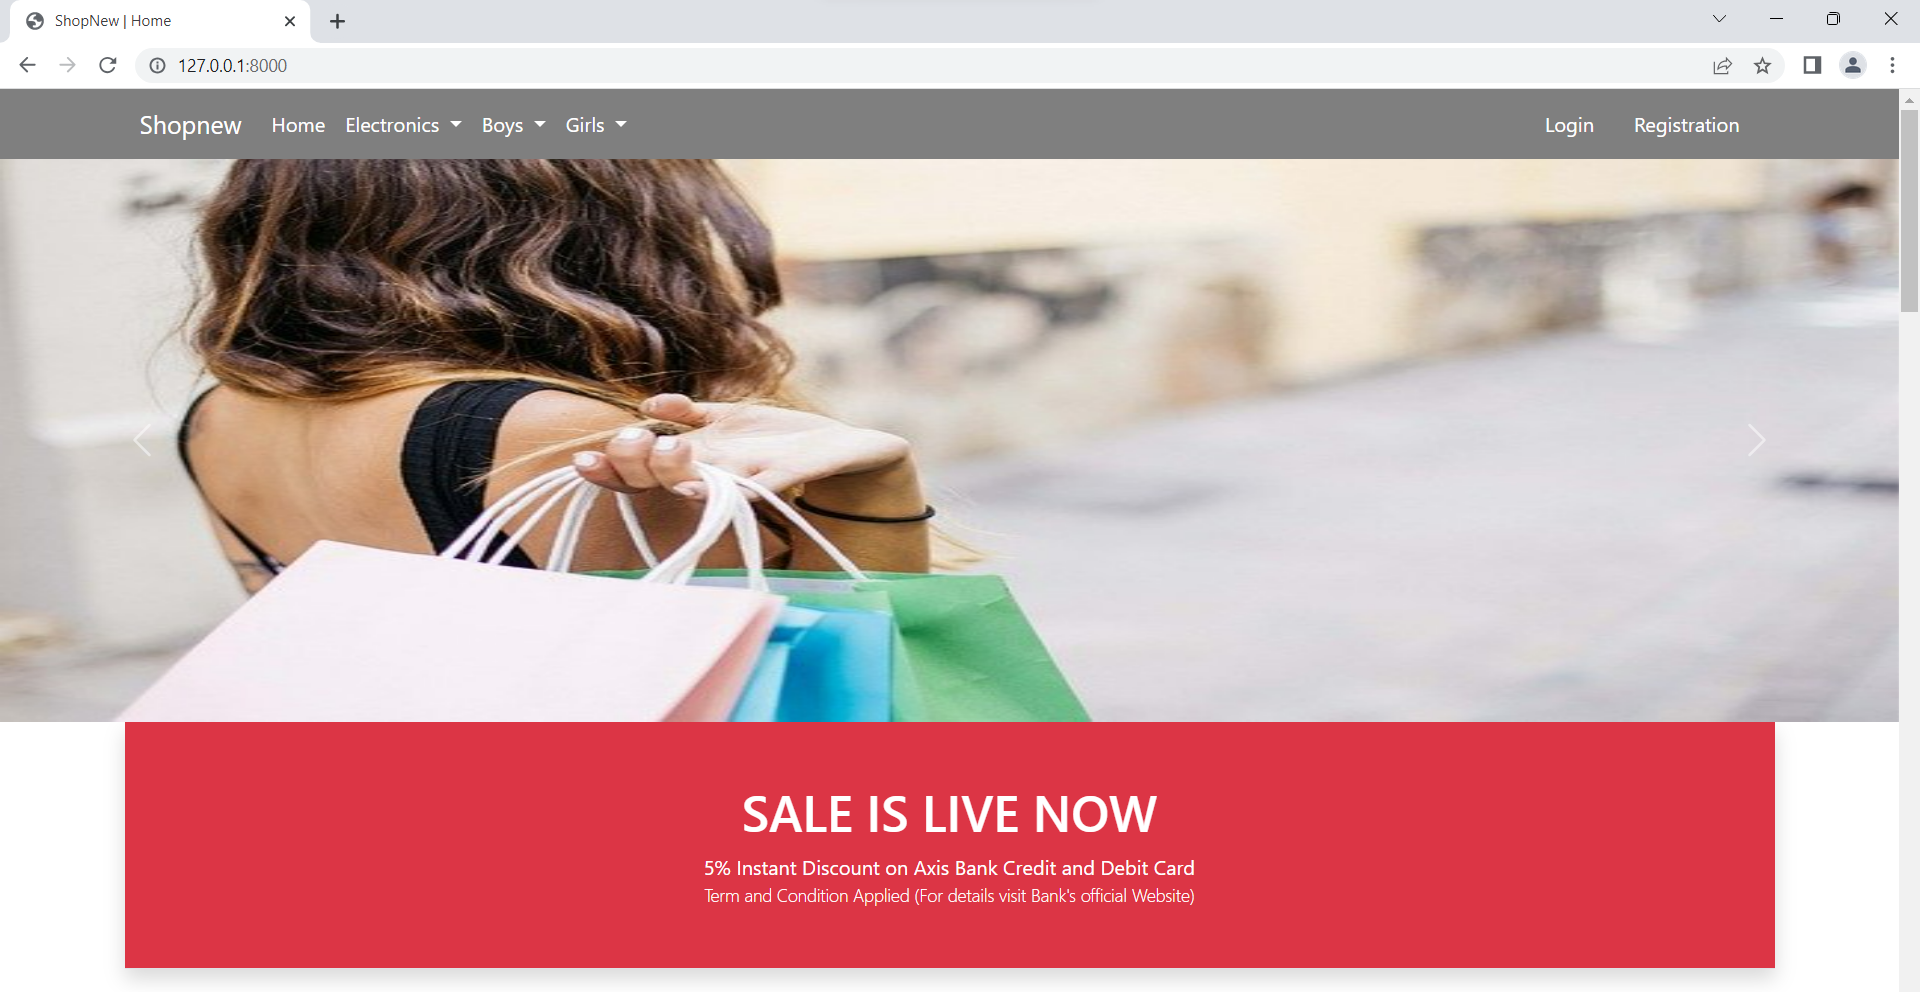 ShopNew | Home
127.0.0.1:8000
Shopnew Home Electronics Boys Girls Login Registration
SALE IS LIVE NOW
5% Instant Discount on Axis Bank Credit and Debit Card
Term and Condition Applied (For details visit Bank's official Website)